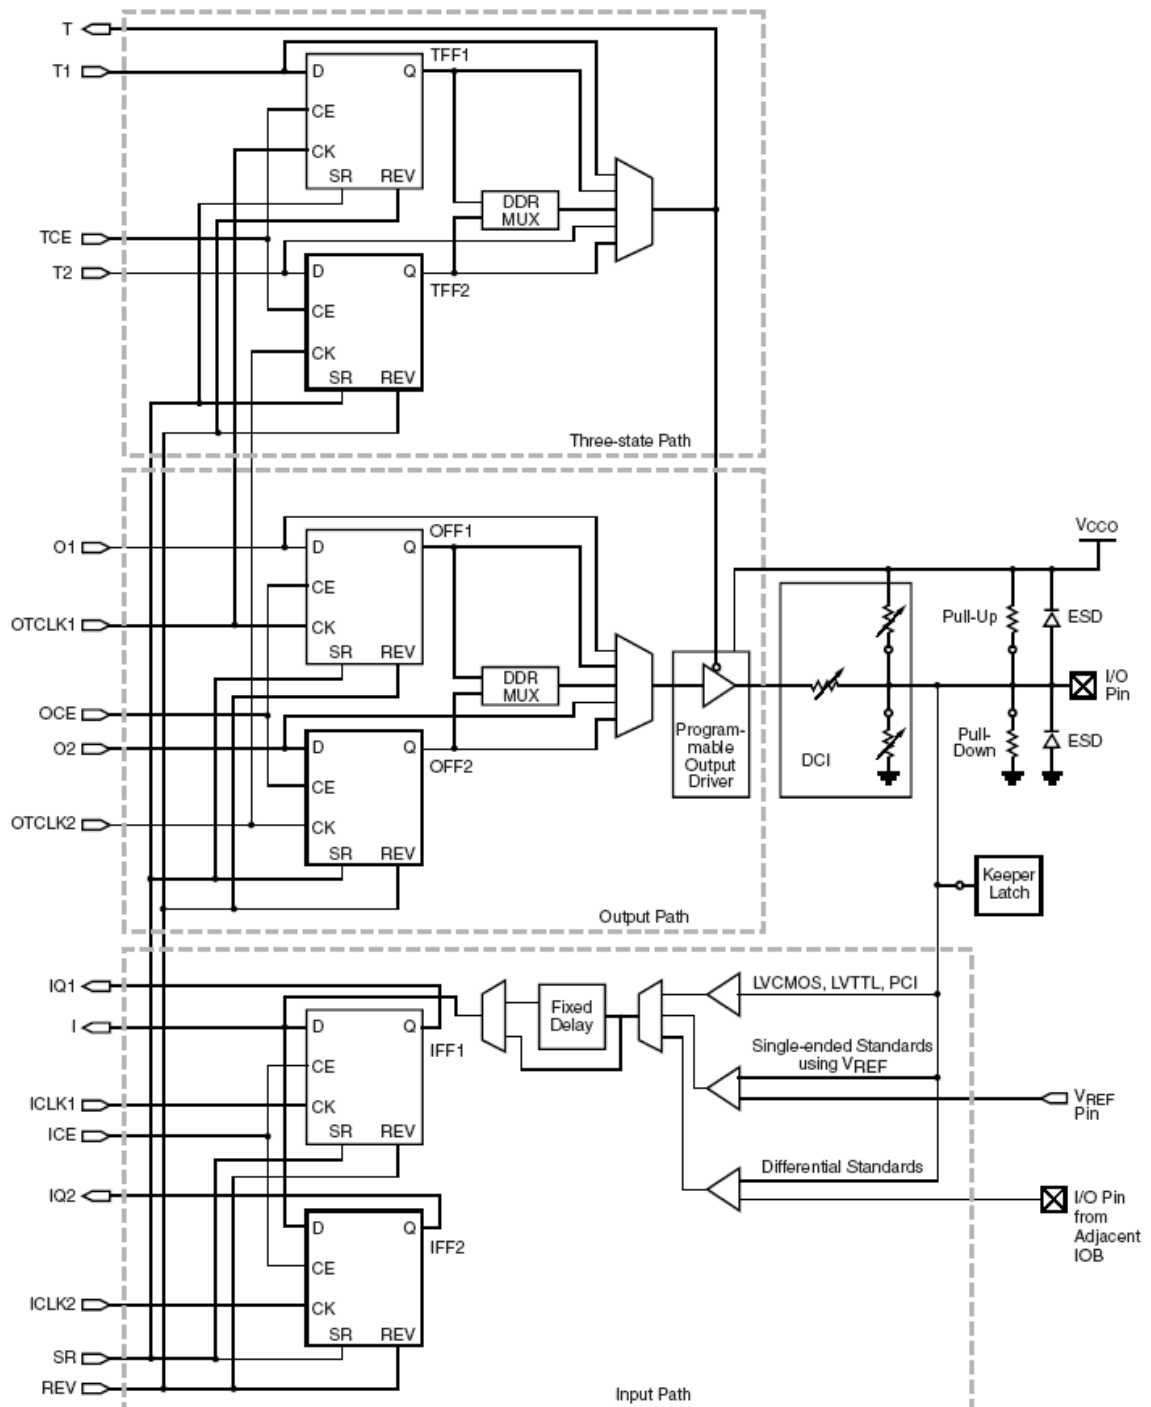 T
T1
D
Q
TFF1
CE
CK
SR REV
DDR
MUX
TCE
T2
D
Q
TFF2
CE
CK
SR REV
Three-state Path
O1
D
Q
OFF1
CE
OTCLK1
CK
SR REV
DDR
MUX
OCE
O2
D
Q
OFF2
CE
OTCLK2
CK
SR REV
Program-
mable
Output
Driver
DCI
VCCO
Pull-Up
ESD
I/O
Pin
Pull-
Down
ESD
Keeper
Latch
Output Path
IQ1
I
D
Q
IFF1
CE
ICLK1
CK
ICE
SR REV
Fixed
Delay
LVCMOS, LVTTL, PCI
Single-ended Standards
using VREF
VREF
Pin
Differential Standards
I/O Pin
from
Adjacent
IOB
IQ2
D
Q
IFF2
CE
ICLK2
CK
SR REV
SR
REV
Input Path